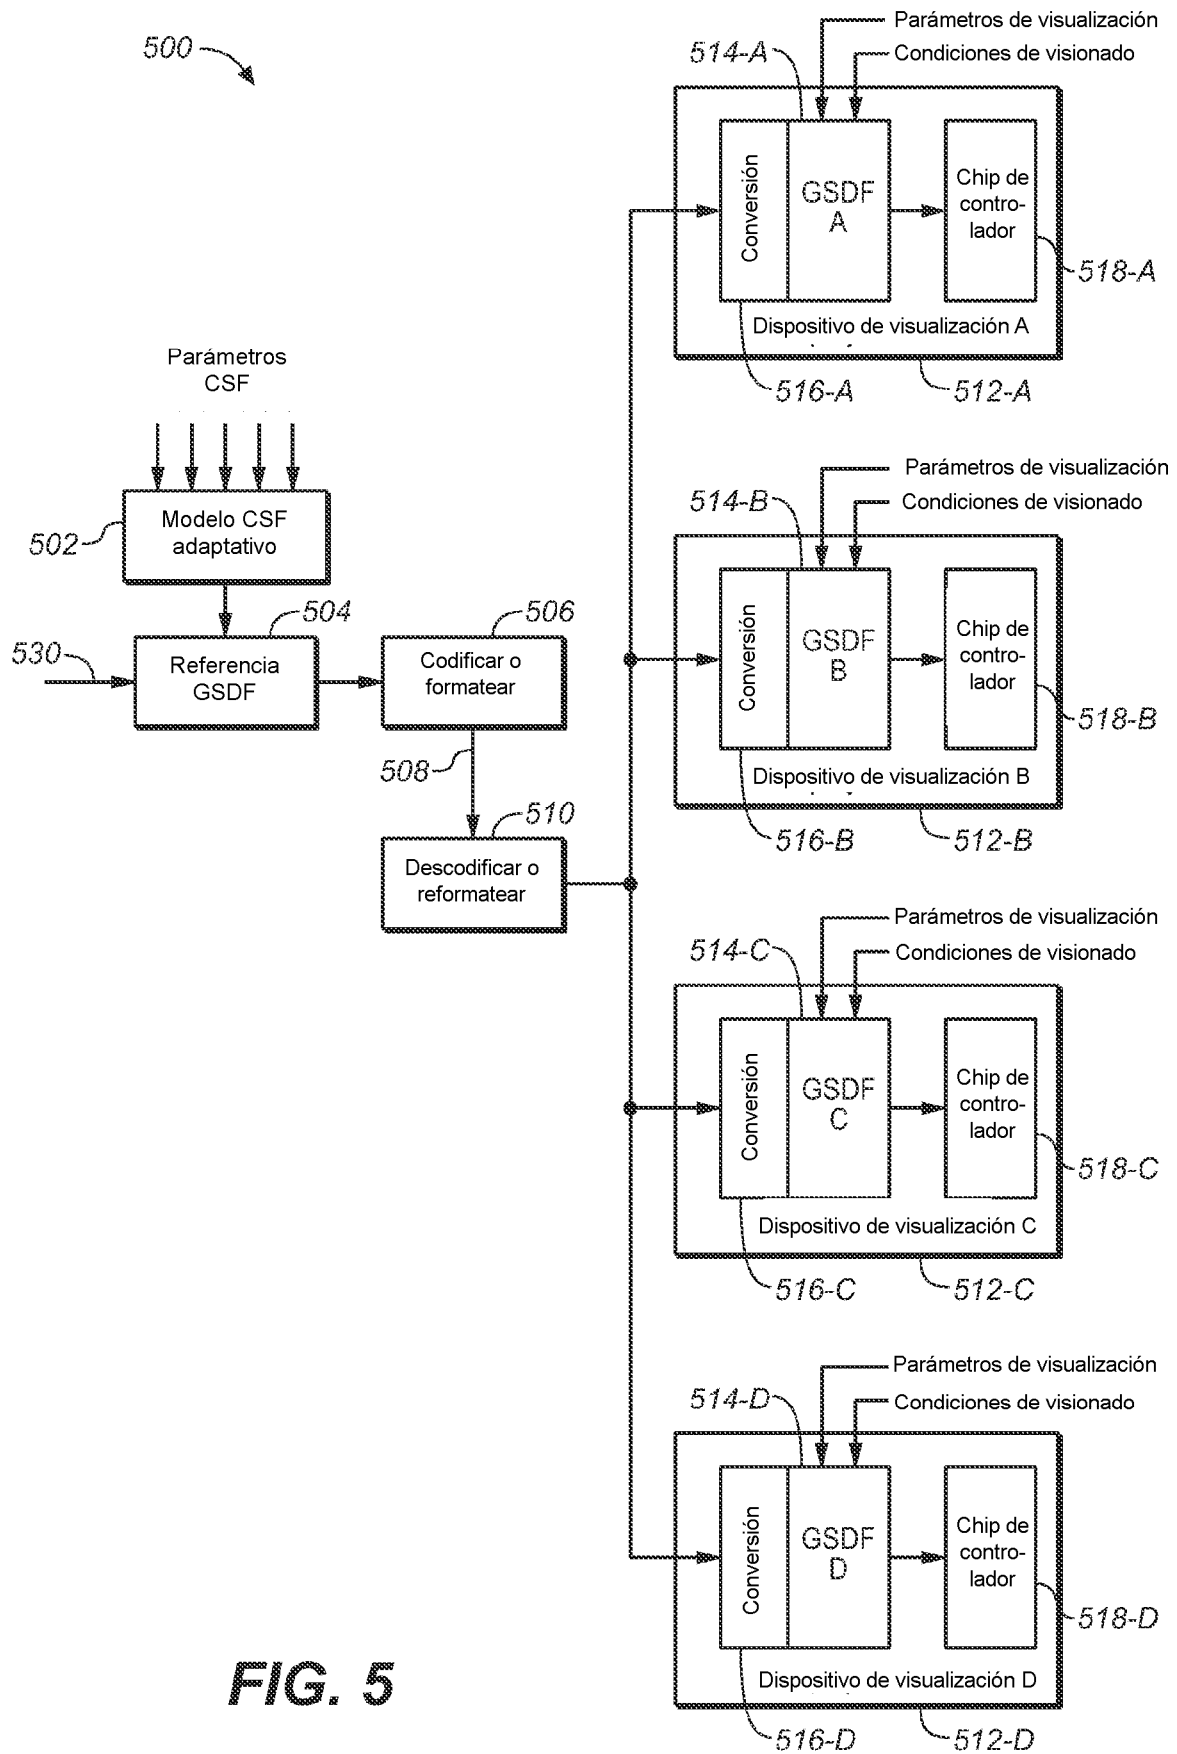 500
Parámetros
CSF
502
Modelo CSF
adaptativo
504
530
Referencia
GSDF
506
Codificar o
formatear
508
510
Descodificar o
reformatear
Parámetros de visualización
Condiciones de visionado
514-A
Conversión
GSDF
A
Chip de
contro-
lador
518-A
Dispositivo de visualización A
516-A
512-A
Parámetros de visualización
Condiciones de visionado
514-B
Conversión
GSDF
B
Chip de
contro-
lador
518-B
Dispositivo de visualización B
516-B
512-B
Parámetros de visualización
Condiciones de visionado
514-C
Conversión
GSDF
C
Chip de
contro-
lador
518-C
Dispositivo de visualización C
516-C
512-C
Parámetros de visualización
Condiciones de visionado
514-D
Conversión
GSDF
D
Chip de
contro-
lador
518-D
Dispositivo de visualización D
516-D
512-D
FIG. 5